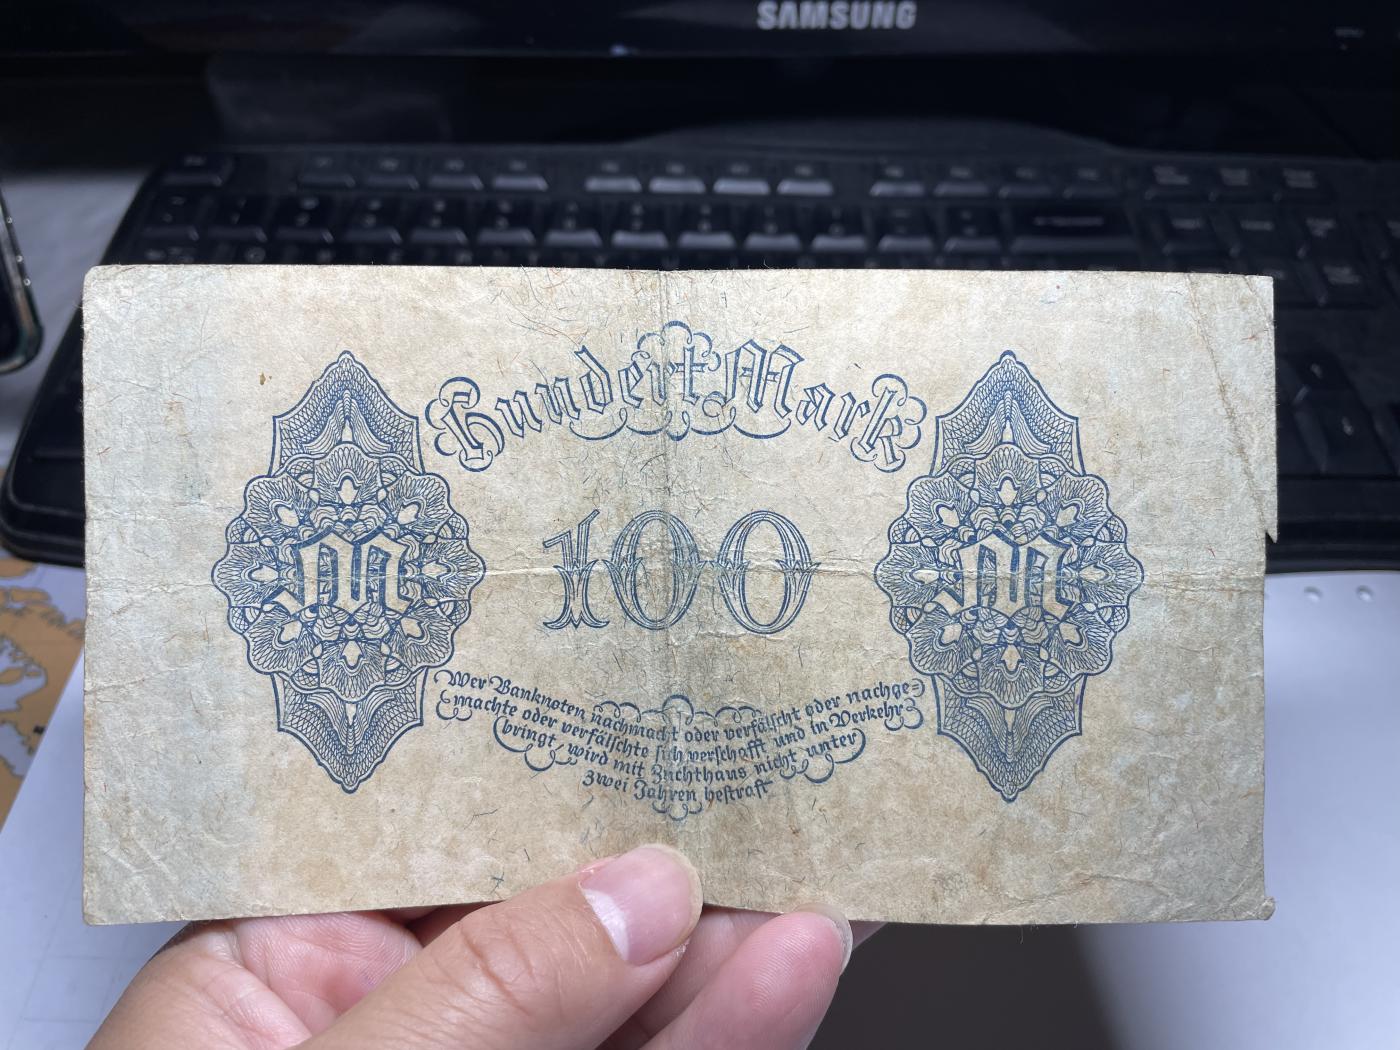 SAMSUNG
Hundert Mark
M
100
M
Wer Banknoten nachmacht oder verfälscht oder nachge-
machte oder verfälschte sich verschafft und in Verkehr
bringt, wird mit Zuchthaus nicht unter
zwei Jahren bestraft